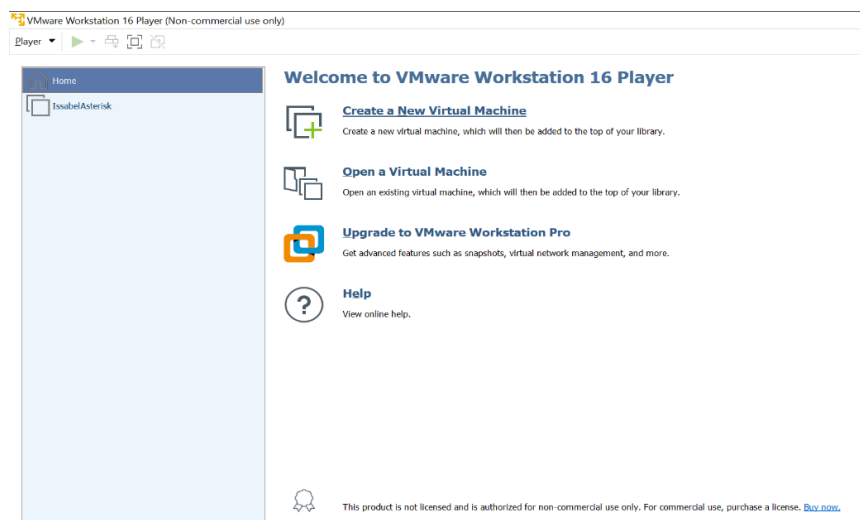 VMware Workstation 16 Player (Non-commercial use only)
Player
Home
IssabelAsterisk
Welcome to VMware Workstation 16 Player
Create a New Virtual Machine
Create a new virtual machine, which will then be added to the top of your library.
Open a Virtual Machine
Open an existing virtual machine, which will then be added to the top of your library.
Upgrade to VMware Workstation Pro
Get advanced features such as snapshots, virtual network management, and more.
Help
View online help.
This product is not licensed and is authorized for non-commercial use only. For commercial use, purchase a license. Buy now.